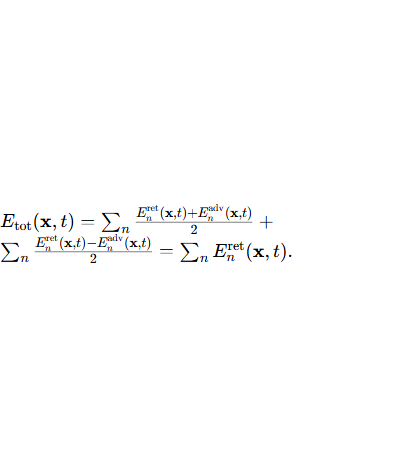 $E_{\text{tot}}(\mathbf{x},t) = \sum_n \frac{E_n^{\text{ret}}(\mathbf{x},t)+E_n^{\text{adv}}(\mathbf{x},t)}{2} +$
$\sum_n \frac{E_n^{\text{ret}}(\mathbf{x},t)-E_n^{\text{adv}}(\mathbf{x},t)}{2} = \sum_n E_n^{\text{ret}}(\mathbf{x},t).$